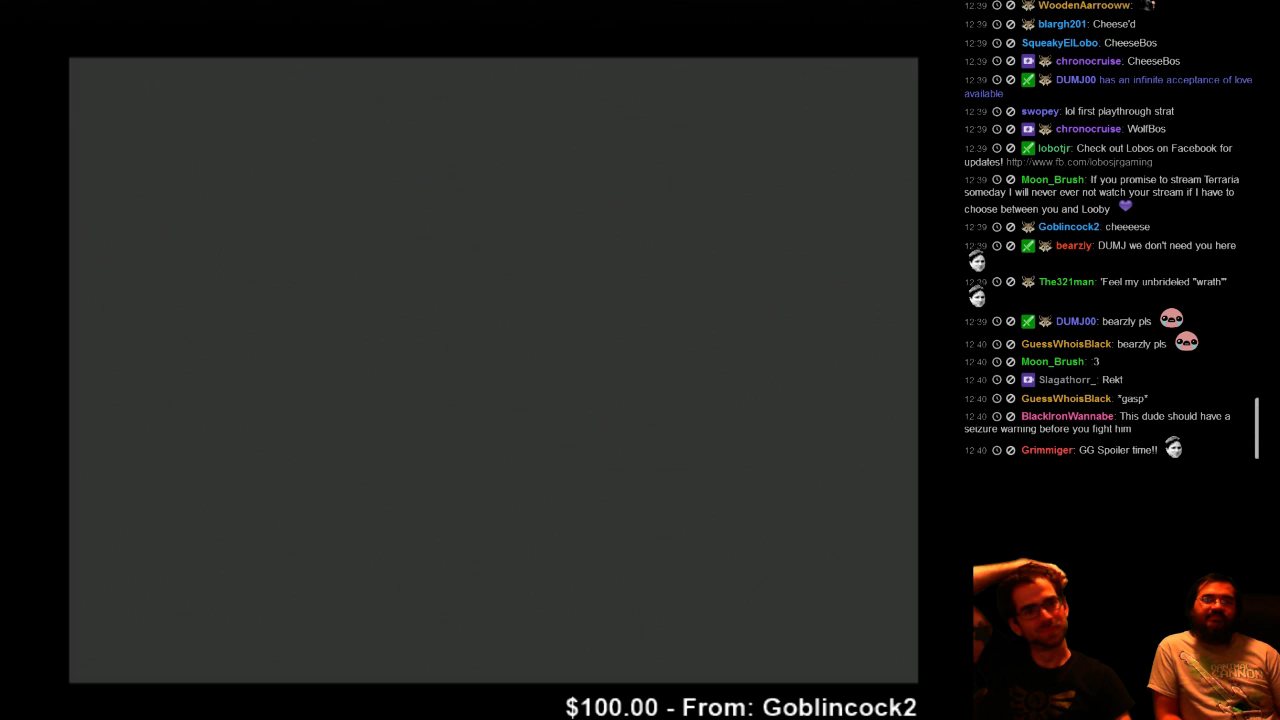 12:39 WoodenAarrooww:
12:39 blargh201: Cheese'd
12:39 SqueakyElLobo: CheeseBos
12:39 chronocruise: CheeseBos
12:39 DUMJ00 has an infinite acceptance of love
available
12:39 swopey: lol first playthrough strat
12:39 chronocruise: WolfBos
12:39 lobotjr: Check out Lobos on Facebook for
updates! http://www.fb.com/lobosjrgaming
12:39 Moon_Brush: If you promise to stream Terraria
someday I will never ever not watch your stream if I have to
choose between you and Looby
12:39 Goblincock2: cheeeese
12:39 bearzly: DUMJ we don't need you here
12:39 The321man: 'Feel my unbrideled "wrath"'
12:39 DUMJ00: bearzly pls
12:40 GuessWhoisBlack: bearzly pls
12:40 Moon_Brush: :3
12:40 Slagathorr_: Rekt
12:40 GuessWhoisBlack: *gasp*
12:40 BlackIronWannabe: This dude should have a
seizure warning before you fight him
12:40 Grimmiger: GG Spoiler time!!
CANNON
$100.00 - From: Goblincock2